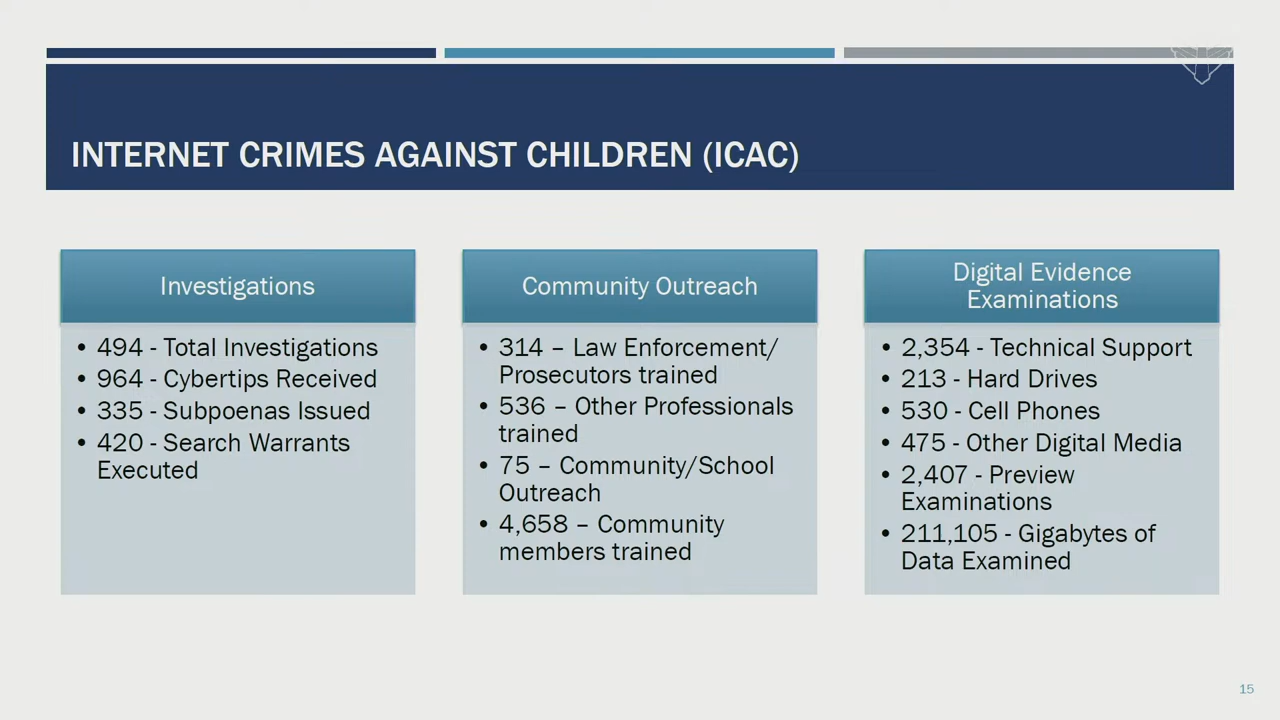 INTERNET CRIMES AGAINST CHILDREN (ICAC)
Investigations
• 494 - Total Investigations
• 964 - Cybertips Received
• 335 - Subpoenas Issued
• 420 - Search Warrants
Executed
Community Outreach
• 314 – Law Enforcement/
Prosecutors trained
• 536 – Other Professionals
trained
• 75 – Community/School
Outreach
• 4,658 – Community
members trained
Digital Evidence
Examinations
• 2,354 - Technical Support
• 213 - Hard Drives
• 530 - Cell Phones
• 475 - Other Digital Media
• 2,407 - Preview
Examinations
• 211,105 - Gigabytes of
Data Examined
15